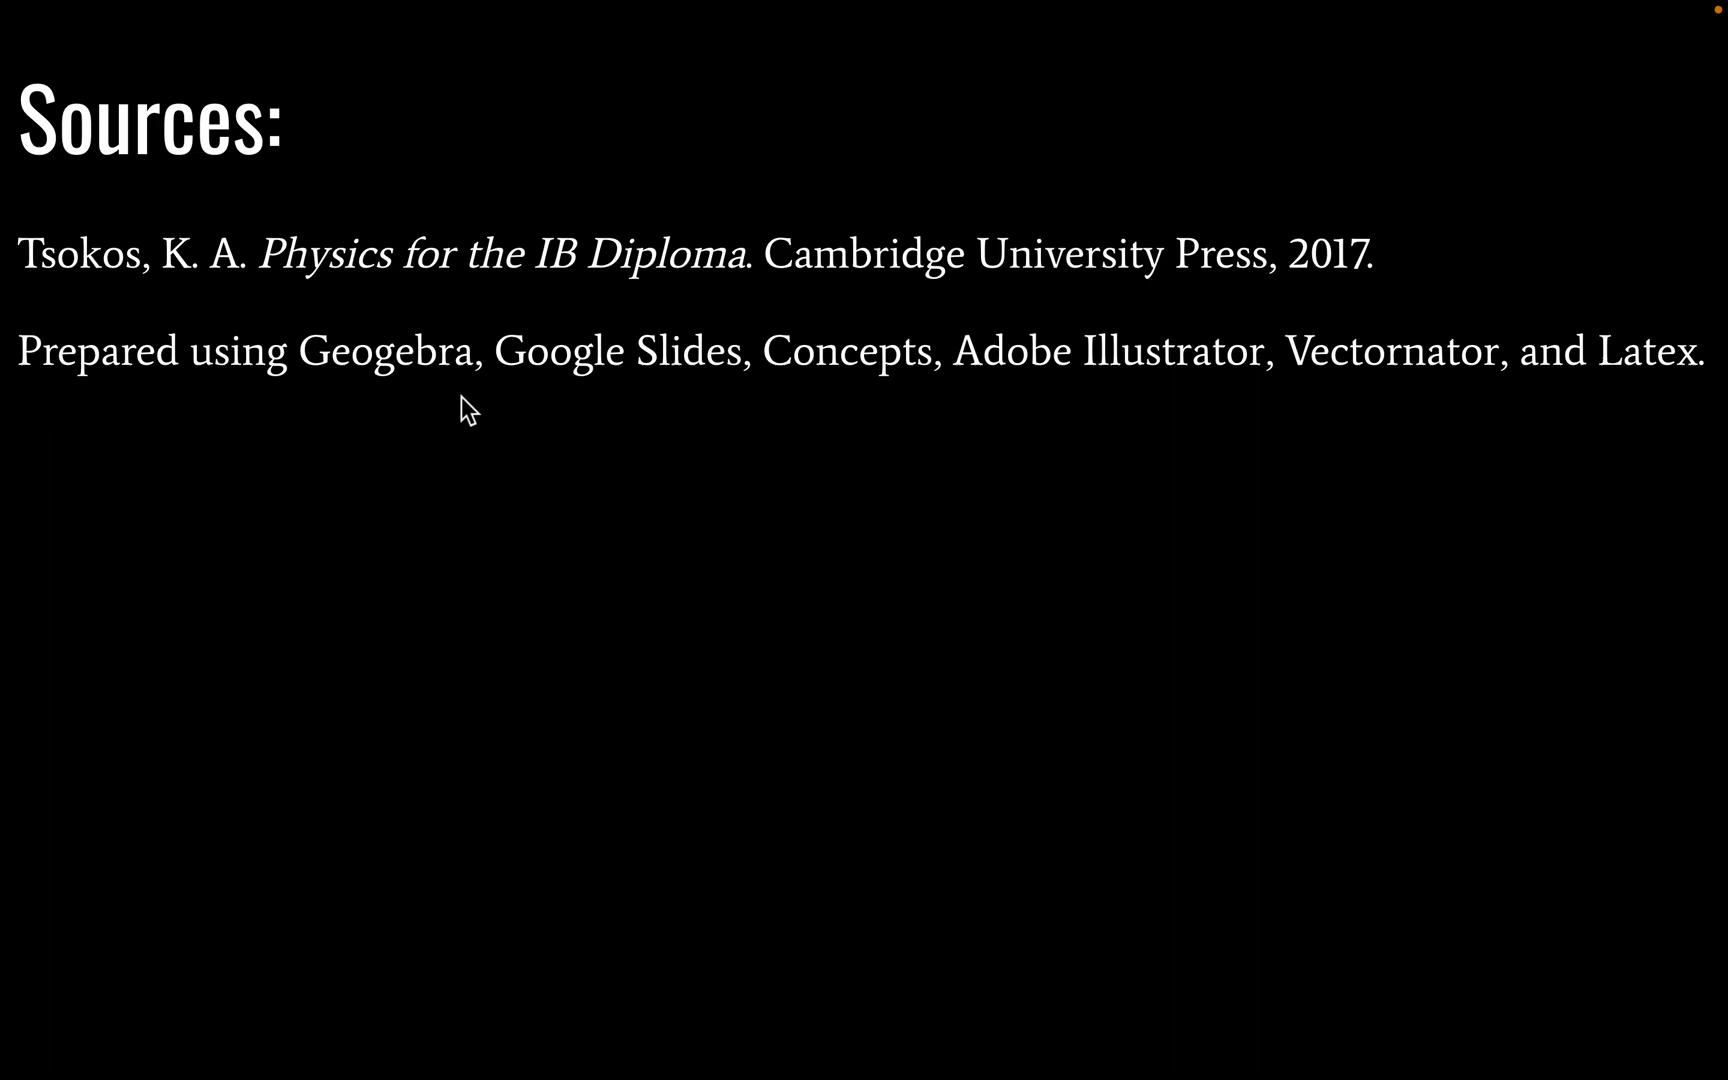 Sources:
Tsokos, K. A. Physics for the IB Diploma. Cambridge University Press, 2017.
Prepared using Geogebra, Google Slides, Concepts, Adobe Illustrator, Vectornator, and Latex.